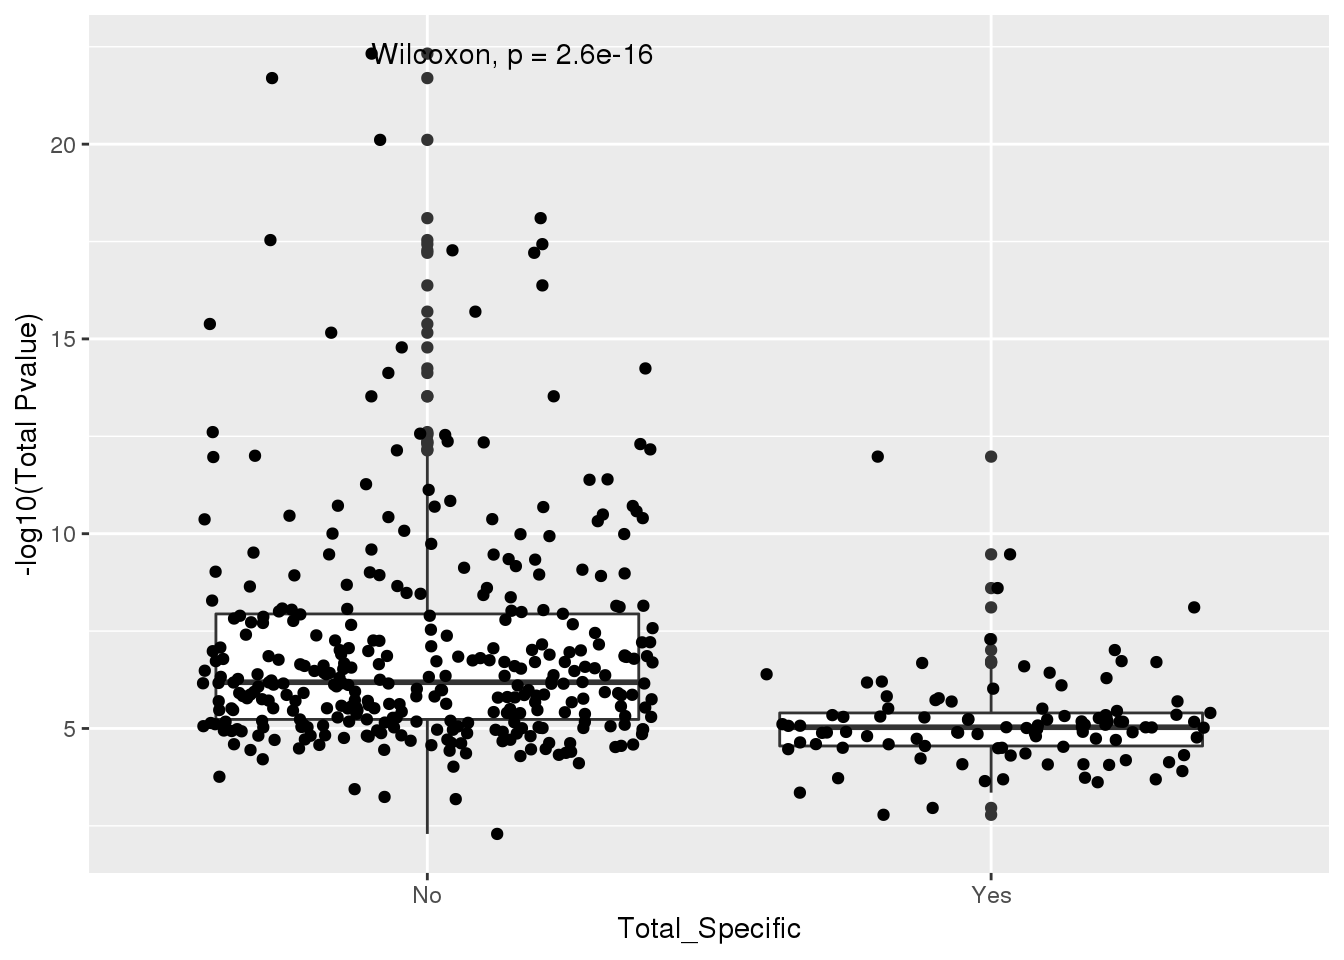 Wilcoxon, p = 2.6e-16
20
15
10
5
-log10(Total Pvalue)
No
Yes
Total_Specific